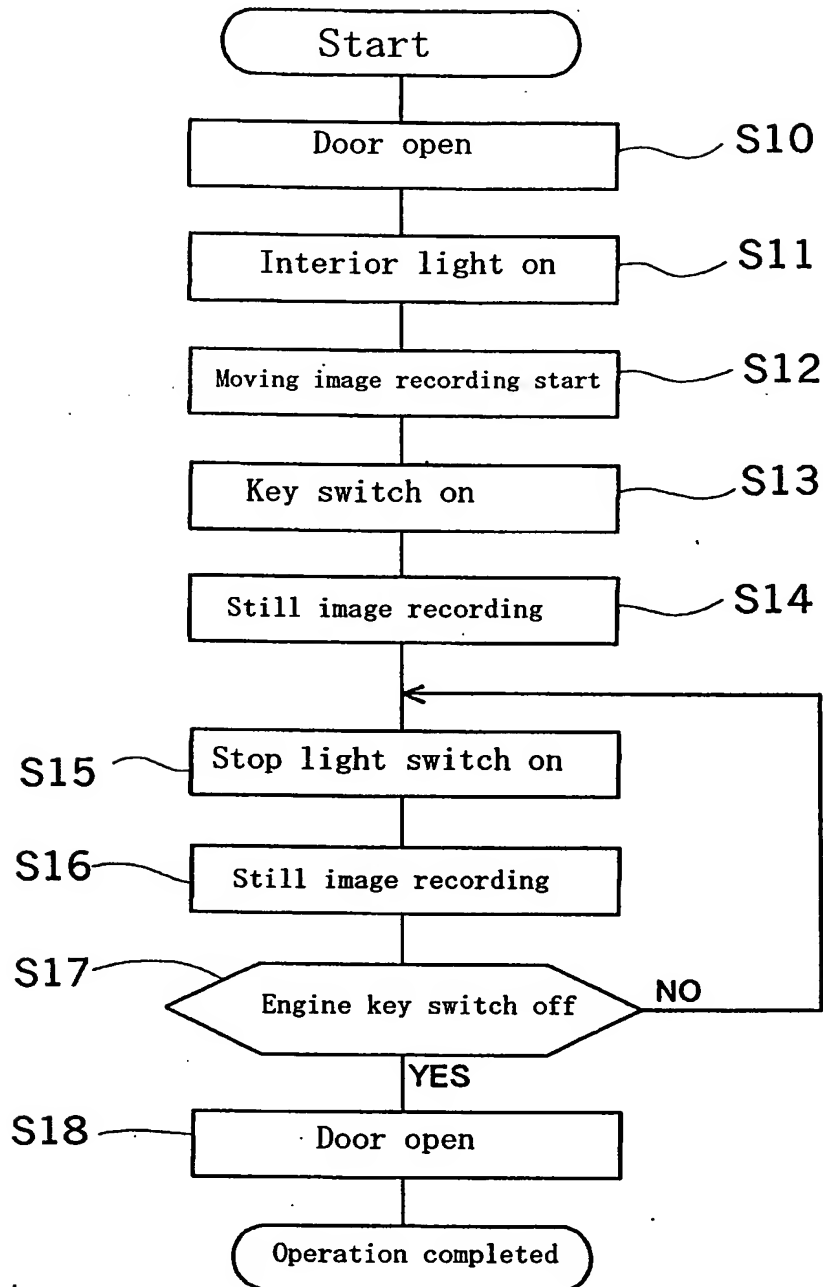 Start
Door open
S10
Interior light on
S11
Moving image recording start
S12
Key switch on
S13
Still image recording
S14
S15
Stop light switch on
S16
Still image recording
S17
Engine key switch off
NO
YES
S18
Door open
Operation completed